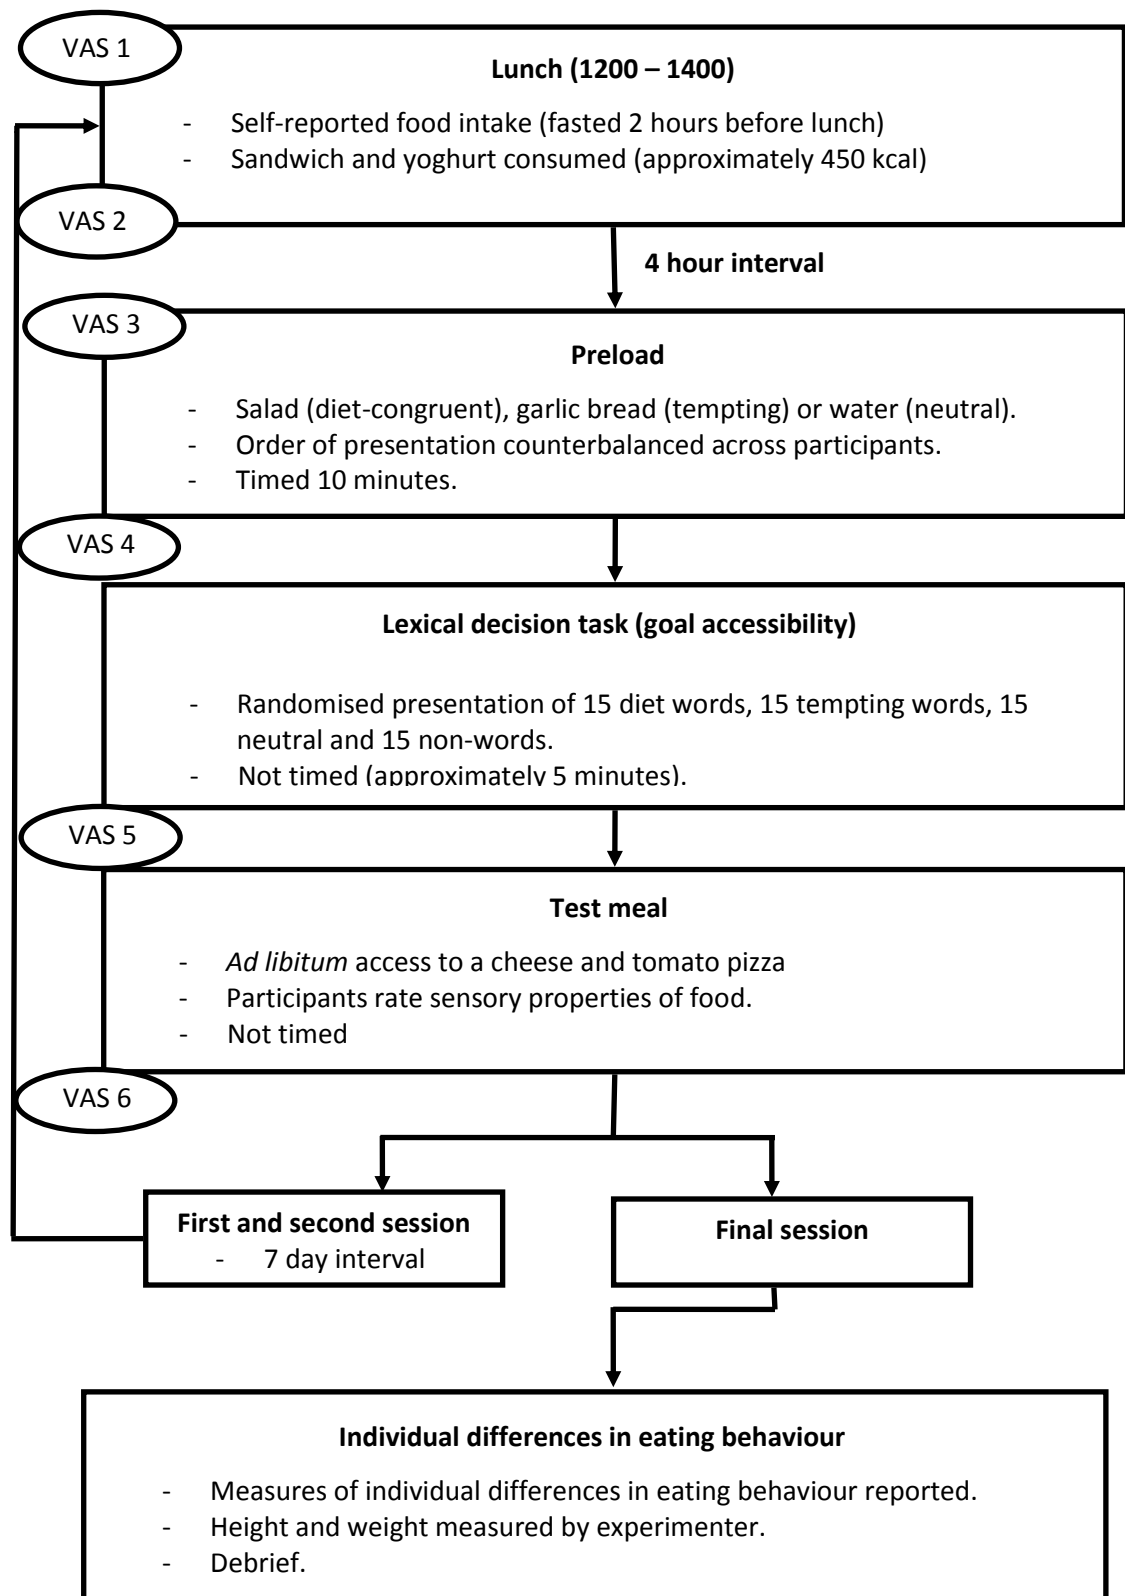 VAS 1
Lunch (1200 – 1400)
- Self-reported food intake (fasted 2 hours before lunch)
- Sandwich and yoghurt consumed (approximately 450 kcal)
VAS 2
4 hour interval
VAS 3
Preload
- Salad (diet-congruent), garlic bread (tempting) or water (neutral).
- Order of presentation counterbalanced across participants.
- Timed 10 minutes.
VAS 4
Lexical decision task (goal accessibility)
- Randomised presentation of 15 diet words, 15 tempting words, 15
neutral and 15 non-words.
- Not timed (approximately 5 minutes).
VAS 5
Test meal
- Ad libitum access to a cheese and tomato pizza
- Participants rate sensory properties of food.
- Not timed
VAS 6
First and second session
- 7 day interval
Final session
Individual differences in eating behaviour
- Measures of individual differences in eating behaviour reported.
- Height and weight measured by experimenter.
- Debrief.